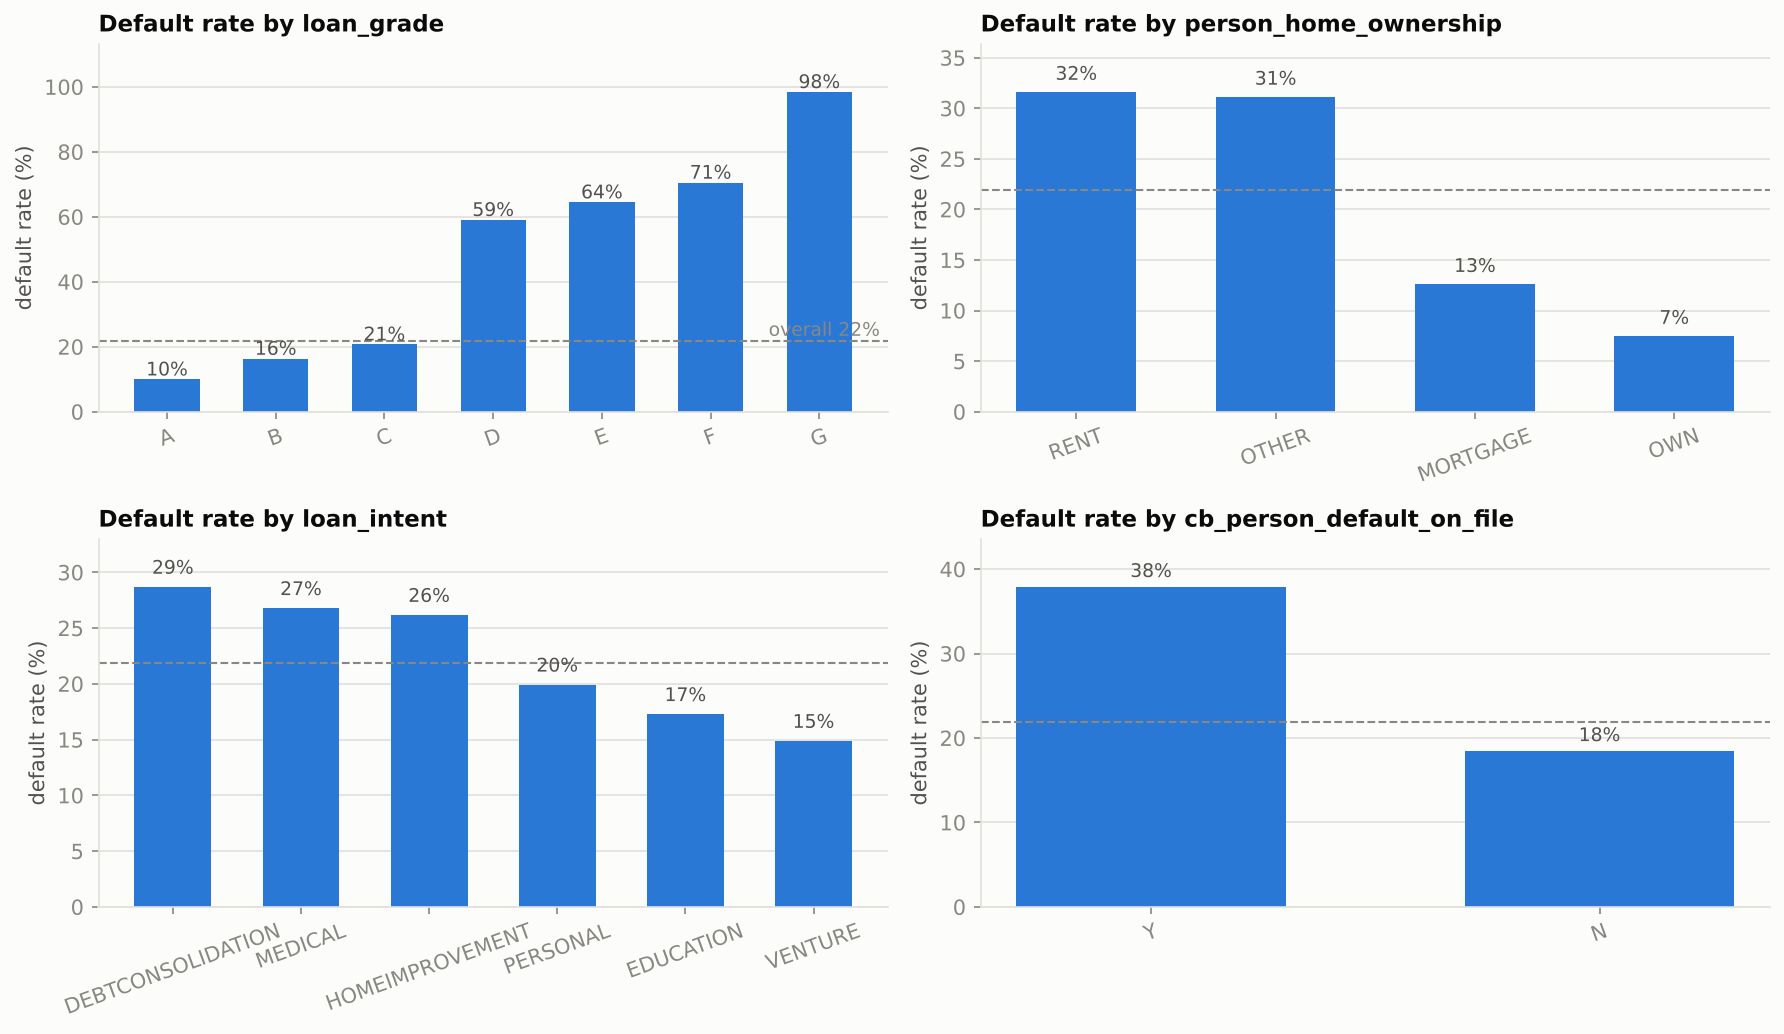 Default rate by loan_grade
default rate (%)
100
80
60
40
20
0
10%
16%
21%
59%
64%
71%
98%
overall 22%
A
B
C
D
E
F
G
Default rate by person_home_ownership
default rate (%)
35
30
25
20
15
10
5
0
32%
31%
13%
7%
RENT
OTHER
MORTGAGE
OWN
Default rate by loan_intent
default rate (%)
30
25
20
15
10
5
0
29%
27%
26%
20%
17%
15%
DEBTCONSOLIDATION
MEDICAL
HOMEIMPROVEMENT
PERSONAL
EDUCATION
VENTURE
Default rate by cb_person_default_on_file
default rate (%)
40
30
20
10
0
38%
18%
Y
N